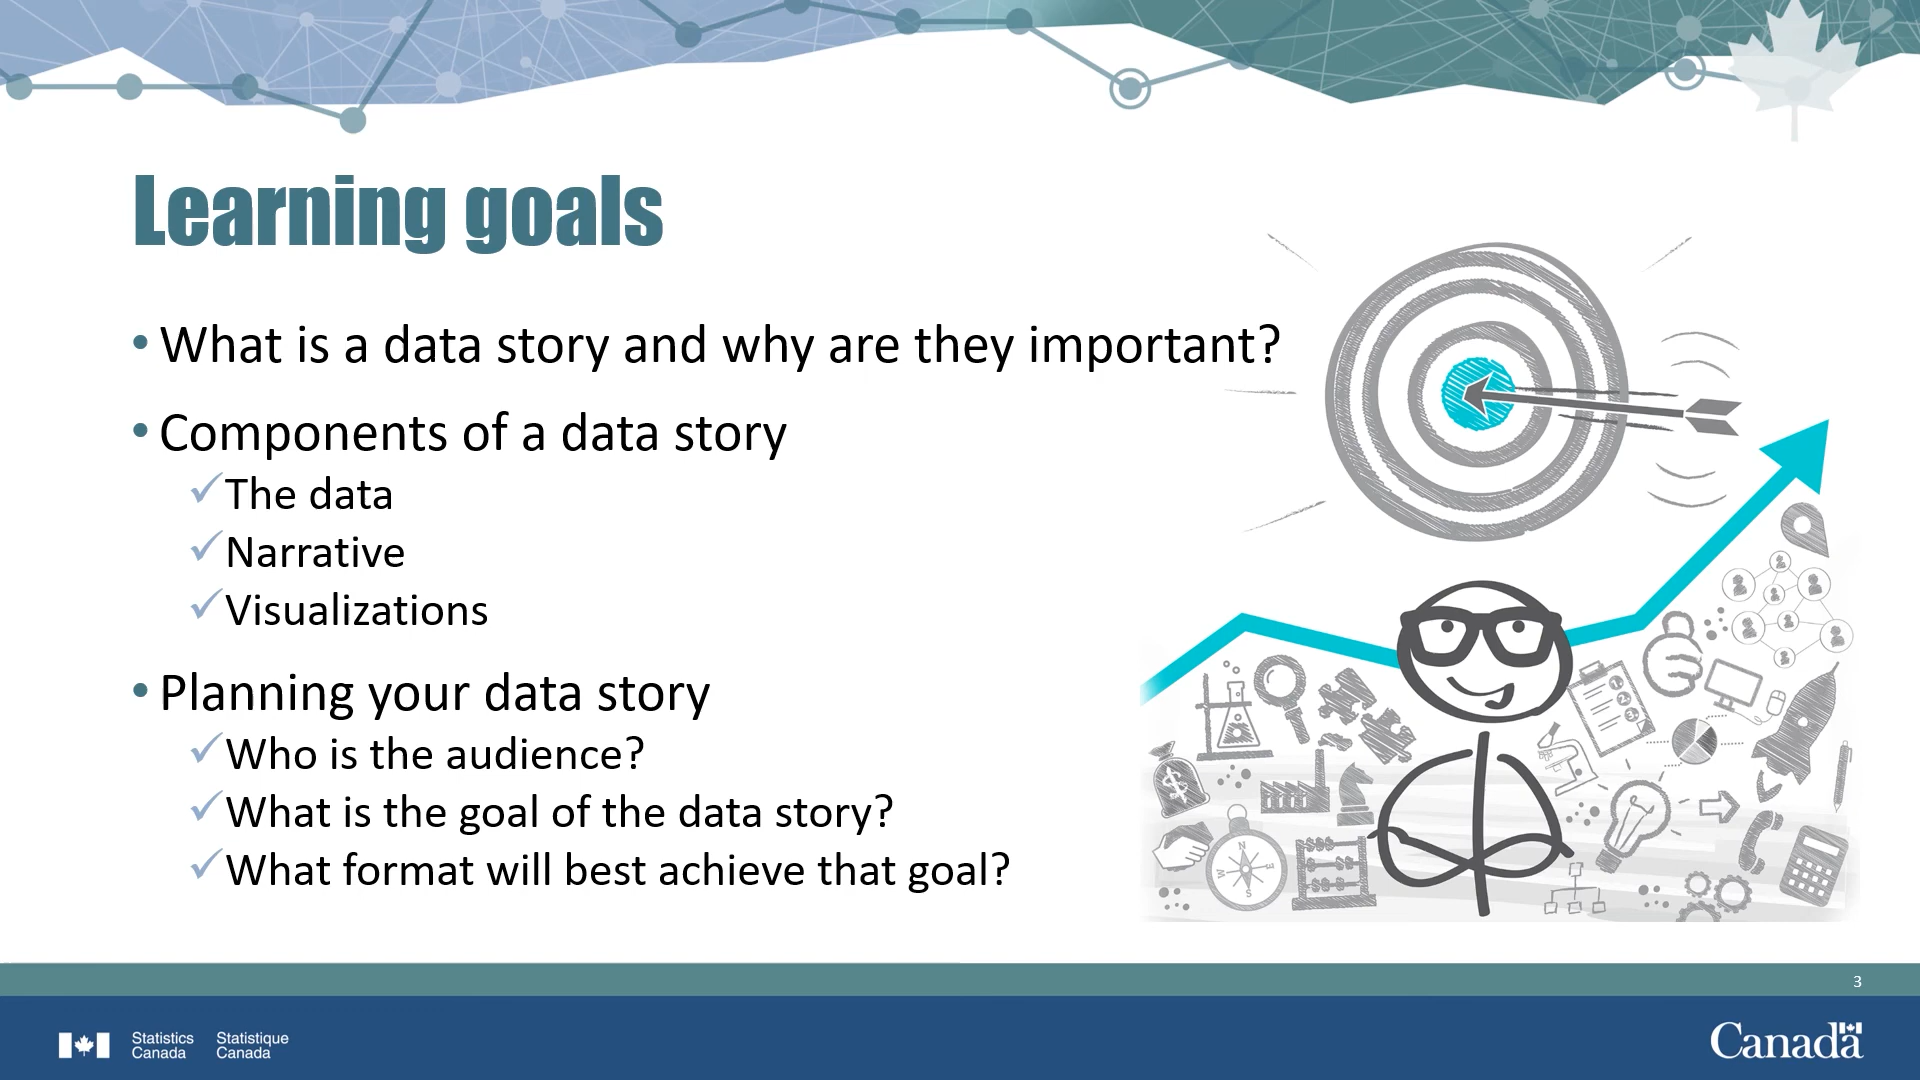 Learning goals
• What is a data story and why are they important?
• Components of a data story
✓ The data
✓ Narrative
✓ Visualizations
• Planning your data story
✓ Who is the audience?
✓ What is the goal of the data story?
✓ What format will best achieve that goal?
$
N
E
S
W
3
Statistics
Canada
Statistique
Canada
Canada